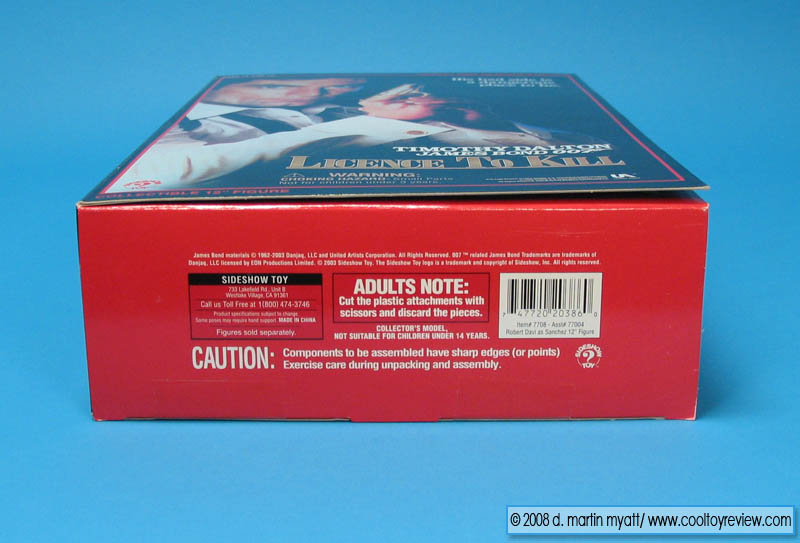 His bad side is
a dangerous
place to be.
TIMOTHY DALTON
JAMES BOND 007
LICENCE TO KILL
WARNING:
CHOKING HAZARD-Small Parts
Not for children under 3 years.
UA
COLLECTIBLE 12" FIGURE
James Bond materials © 1962-2003 Danjaq, LLC and United Artists Corporation. All Rights Reserved. 007 ™ related James Bond Trademarks are trademarks of
Danjaq, LLC licensed by EON Productions Limited. © 2003 Sideshow Toy. The Sideshow Toy logo is a trademark and copyright of Sideshow, Inc. All rights reserved.
SIDESHOW TOY
733 Lakefield Rd., Unit B
Westlake Village, CA 91361
Call us Toll Free at 1(800) 474-3746
Product specifications subject to change.
Some poses may require hand support. MADE IN CHINA
Figures sold separately.
ADULTS NOTE:
Cut the plastic attachments with
scissors and discard the pieces.
COLLECTOR'S MODEL,
NOT SUITABLE FOR CHILDREN UNDER 14 YEARS.
7 47720 20386 0
Item# 7708 - Asst# 77004
Robert Davi as Sanchez 12" Figure
CAUTION: Components to be assembled have sharp edges (or points)
Exercise care during unpacking and assembly.
SIDESHOW
?
TOY
© 2008 d. martin myatt/ www.cooltoyreview.com